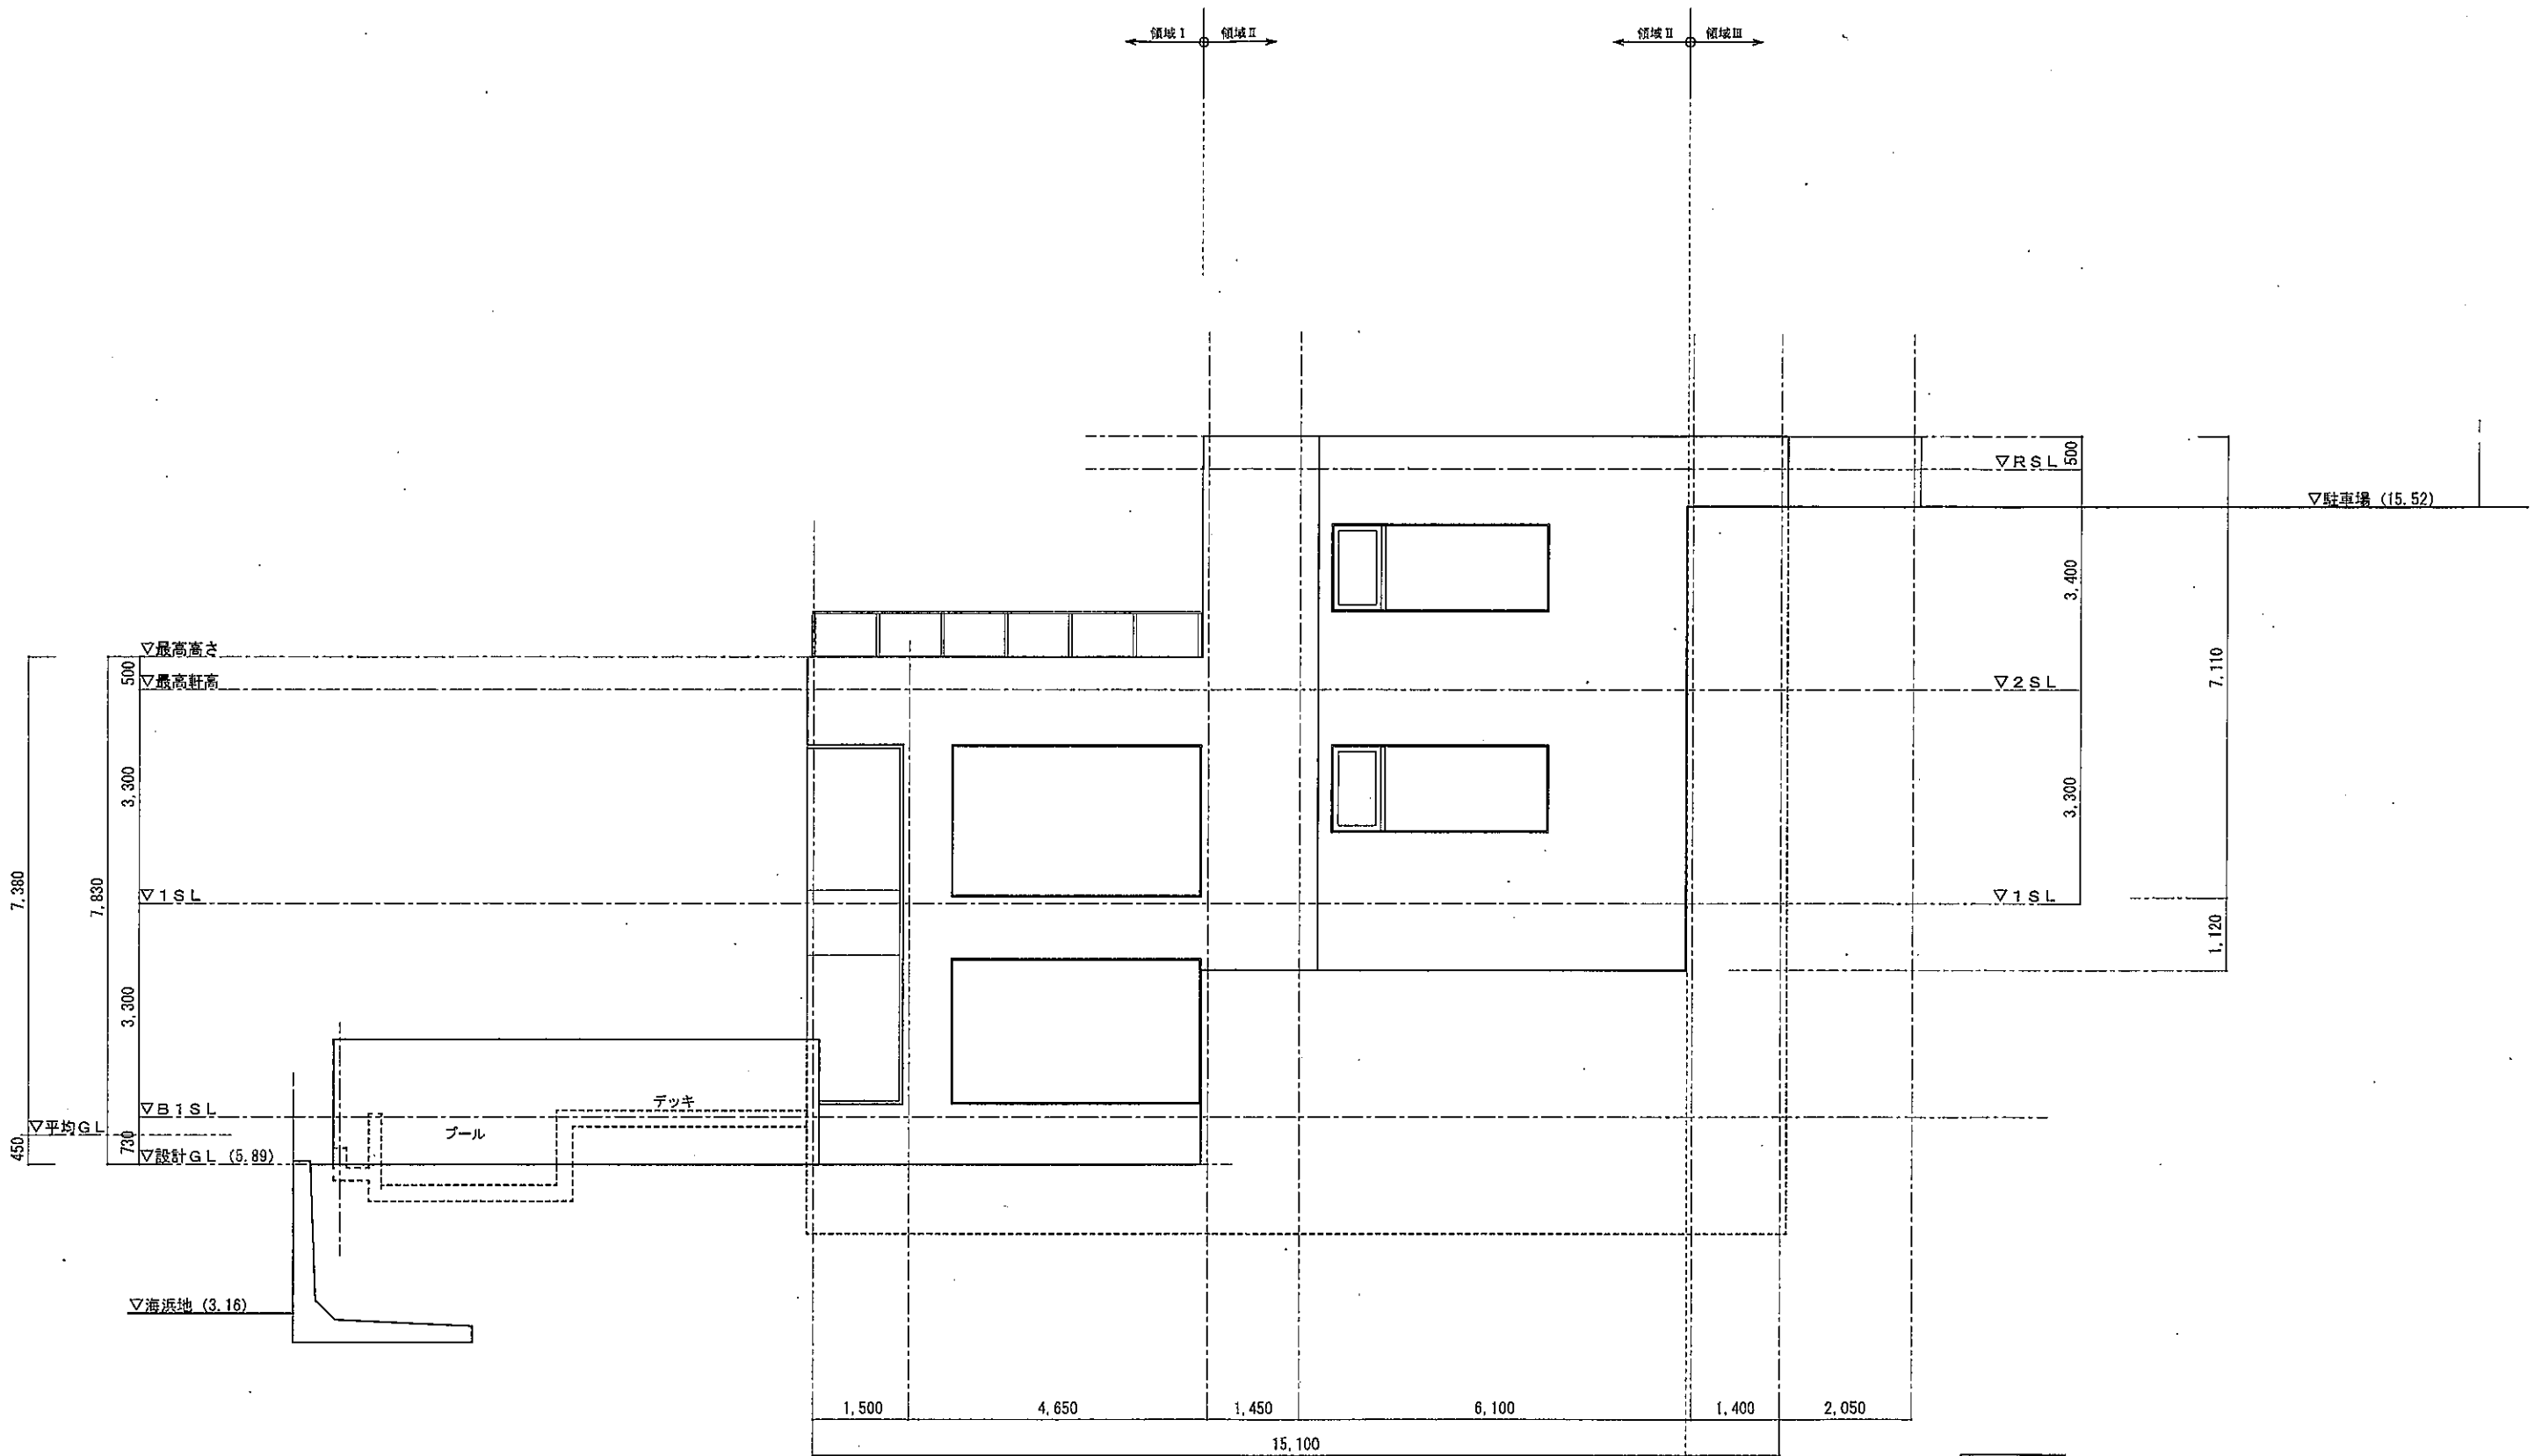 領域Ⅰ 領域Ⅱ
領域Ⅱ 領域Ⅲ
500
▽RSL
▽駐車場 (15.52)
3,400
▽最高高さ
500
▽最高軒高
▽2SL
7,110
3,300
3,300
7,380
7,830
▽1SL
▽1SL
1,120
3,300
デッキ
▽B1SL
プール
▽平均GL
450
730
▽設計GL (5.89)
▽海浜地 (3.16)
1,500
4,650
1,450
6,100
1,400
2,050
15,100